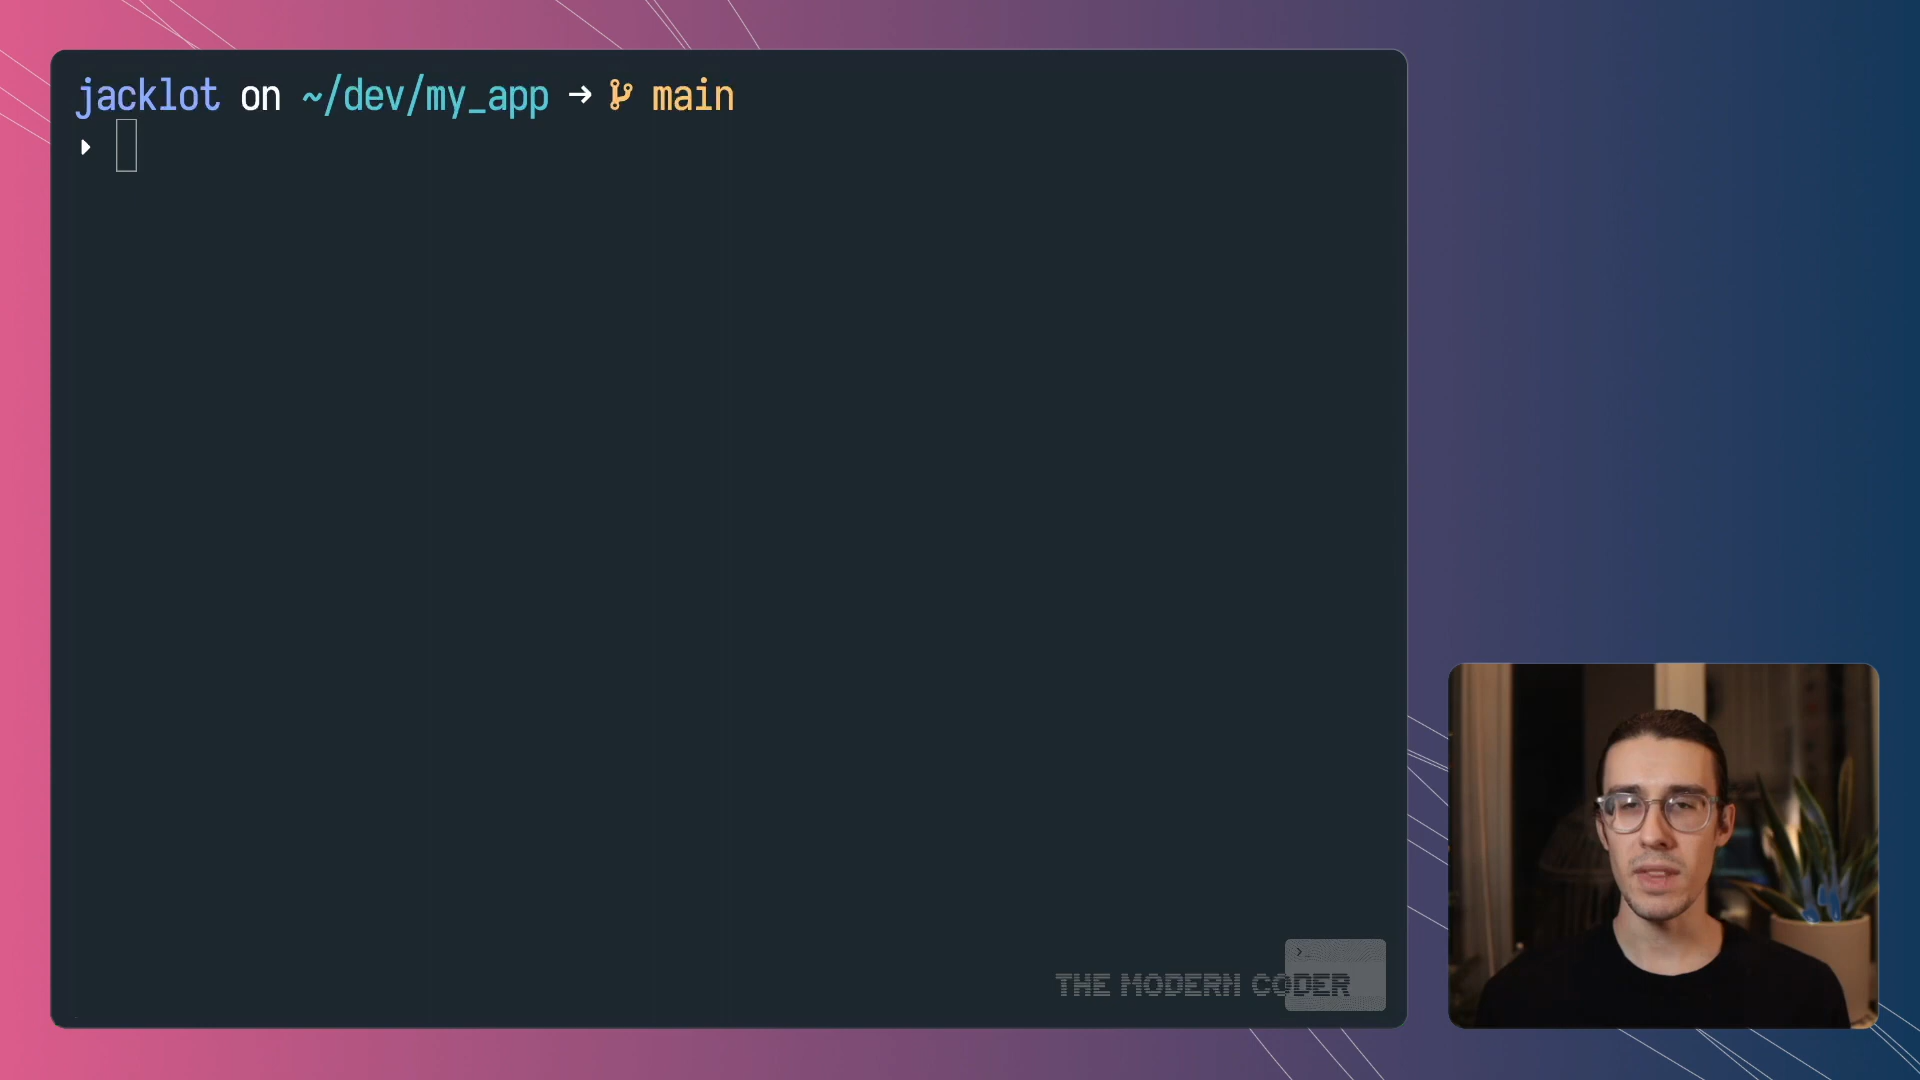 jacklot on ~/dev/my_app → main
>_
THE MODERN CODER